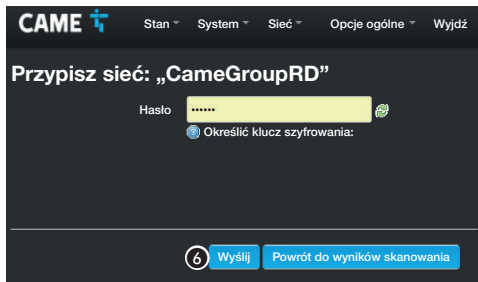 CAME Stan System Sieć Opcje ogólne Wyjdź
Przypisz sieć: „CameGroupRD”
Hasło ••••••
Określić klucz szyfrowania:
6 Wyślij Powrót do wyników skanowania